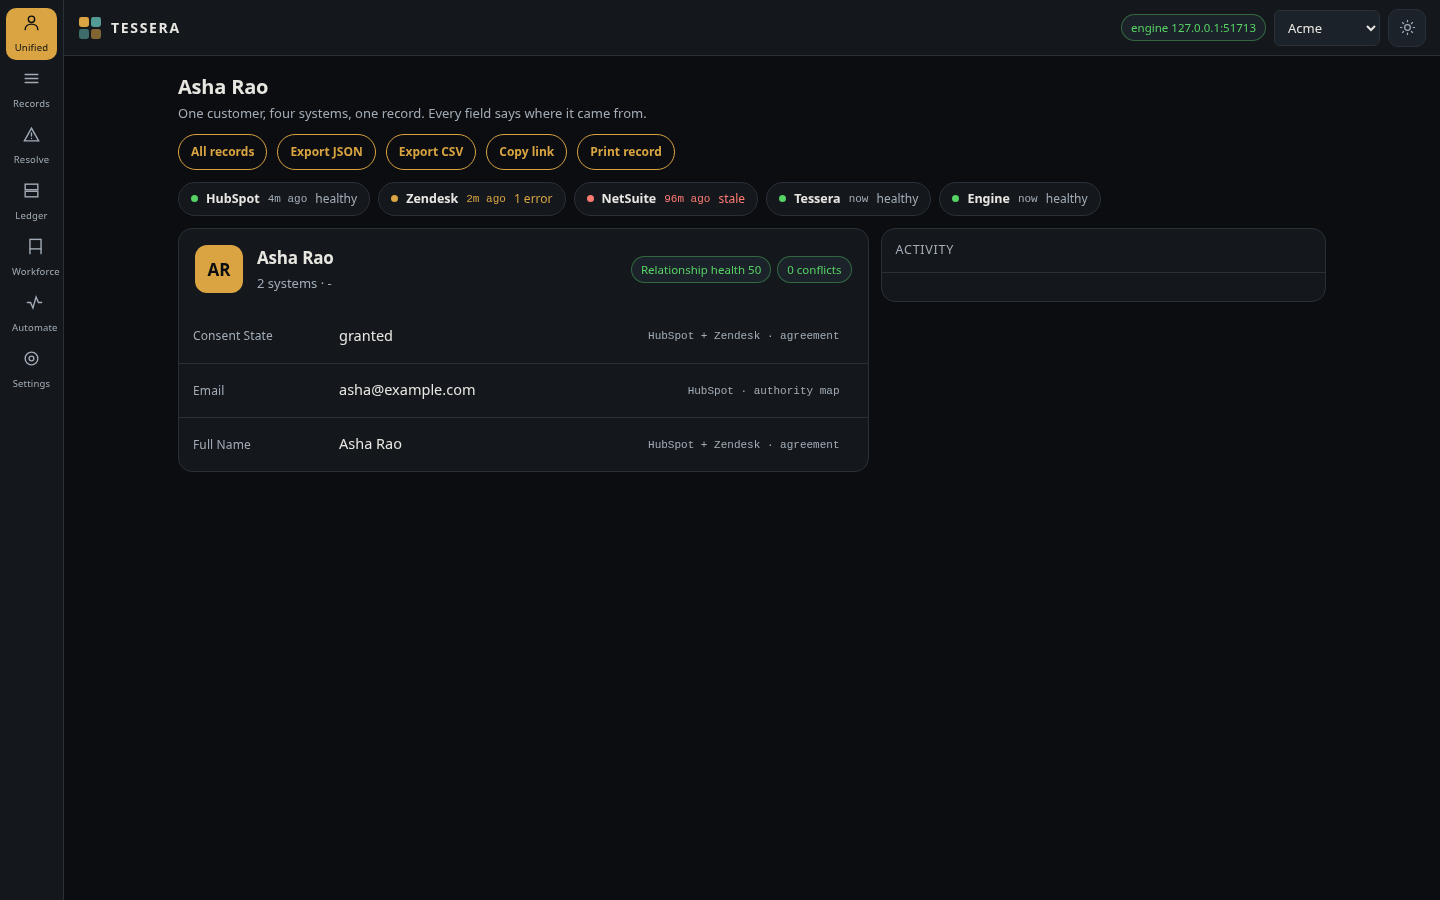 Unified
Records
Resolve
Ledger
Workforce
Automate
Settings
TESSERA
engine 127.0.0.1:51713
Acme
Asha Rao
One customer, four systems, one record. Every field says where it came from.
All records
Export JSON
Export CSV
Copy link
Print record
HubSpot 4m ago healthy
Zendesk 2m ago 1 error
NetSuite 96m ago stale
Tessera now healthy
Engine now healthy
AR
Asha Rao
2 systems · -
Relationship health 50
0 conflicts
Consent State granted HubSpot + Zendesk · agreement
Email asha@example.com HubSpot · authority map
Full Name Asha Rao HubSpot + Zendesk · agreement
ACTIVITY